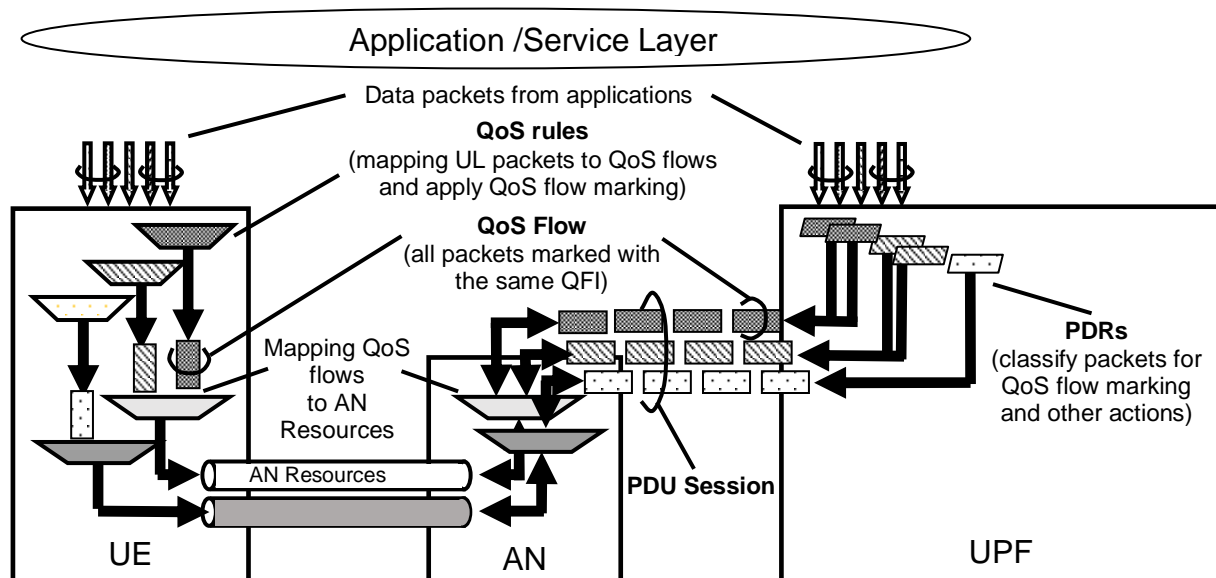 Application /Service Layer
Data packets from applications
QoS rules
(mapping UL packets to QoS flows
and apply QoS flow marking)
QoS Flow
(all packets marked with
the same QFI)
Mapping QoS
flows
to AN
Resources
PDRs
(classify packets for
QoS flow marking
and other actions)
AN Resources
PDU Session
UE
AN
UPF